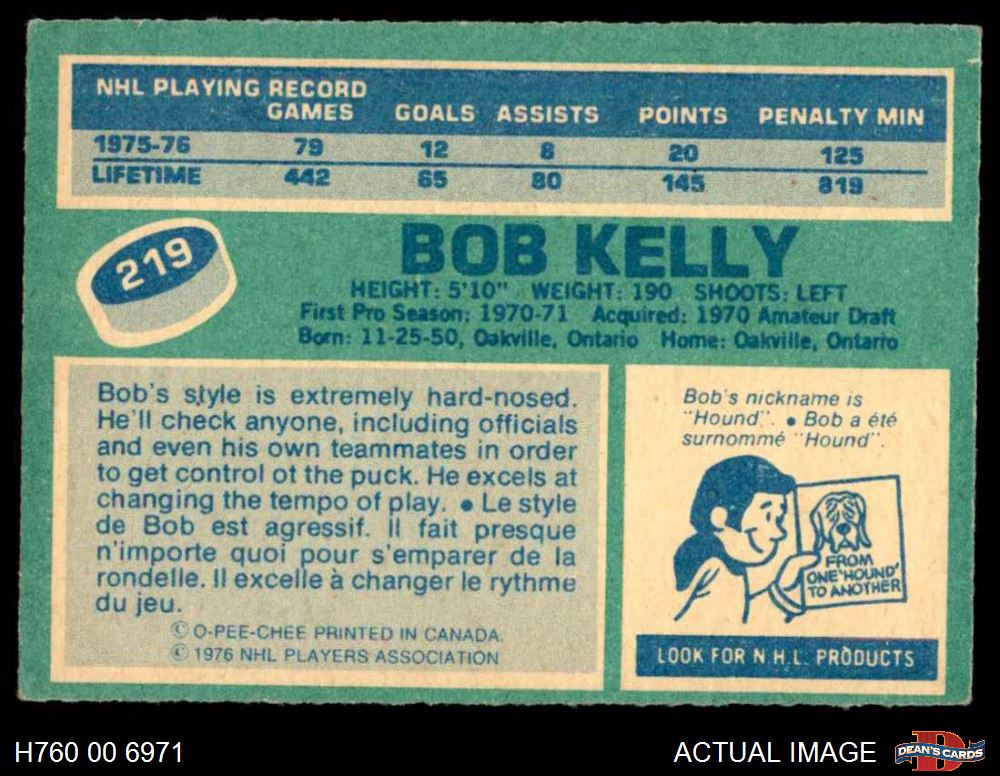 NHL PLAYING RECORD
GAMES GOALS ASSISTS POINTS PENALTY MIN
1975-76 79 12 8 20 125
LIFETIME 442 65 80 145 819
219
BOB KELLY
HEIGHT: 5'10" WEIGHT: 190 SHOOTS: LEFT
First Pro Season: 1970-71 Acquired: 1970 Amateur Draft
Born: 11-25-50, Oakville, Ontario Home: Oakville, Ontario
Bob's style is extremely hard-nosed.
He'll check anyone, including officials
and even his own teammates in order
to get control of the puck. He excels at
changing the tempo of play. • Le style
de Bob est agressif. Il fait presque
n'importe quoi pour s'emparer de la
rondelle. Il excelle à changer le rythme
du jeu.
© O-PEE-CHEE PRINTED IN CANADA.
© 1976 NHL PLAYERS ASSOCIATION
Bob's nickname is
"Hound". • Bob a été
surnommé "Hound".
FROM
ONE 'HOUND'
TO ANOTHER
LOOK FOR N.H.L. PRODUCTS
H760 00 6971
ACTUAL IMAGE
D
DEAN'S CARDS